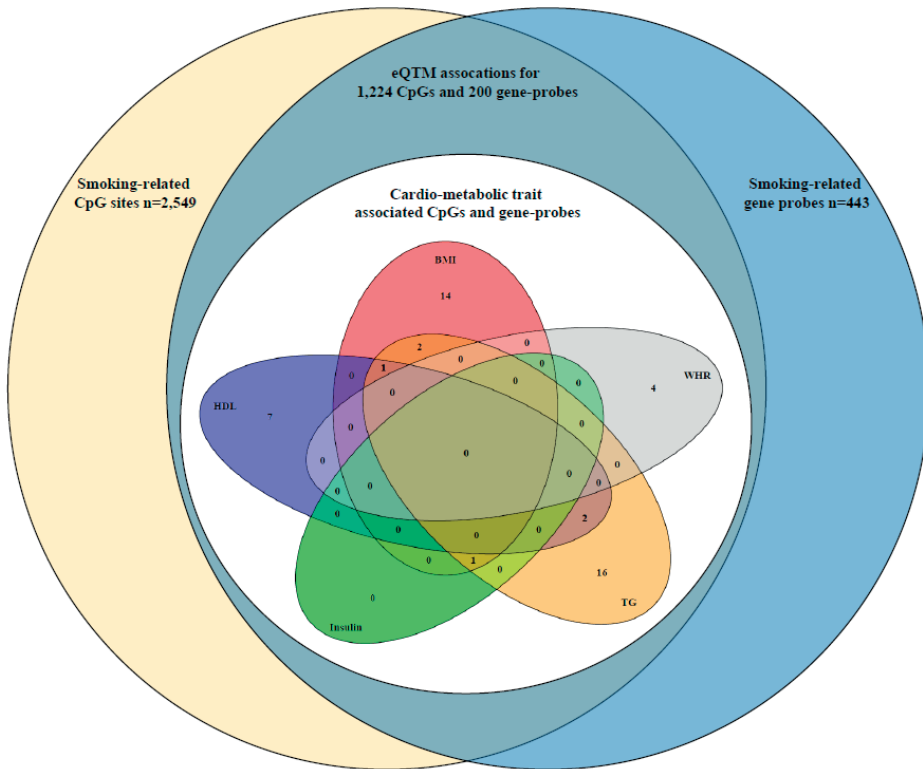 eQTM assocations for
1,224 CpGs and 200 gene-probes
Smoking-related
CpG sites n=2,549
Smoking-related
gene probes n=443
Cardio-metabolic trait
associated CpGs and gene-probes
BMI
14
0
2
0
0
0
1
0
0
4
WHR
0
HDL
7
0
0
0
0
0
0
0
0
0
0
0
2
0
0
0
0
0
1
0
16
0
TG
Insulin